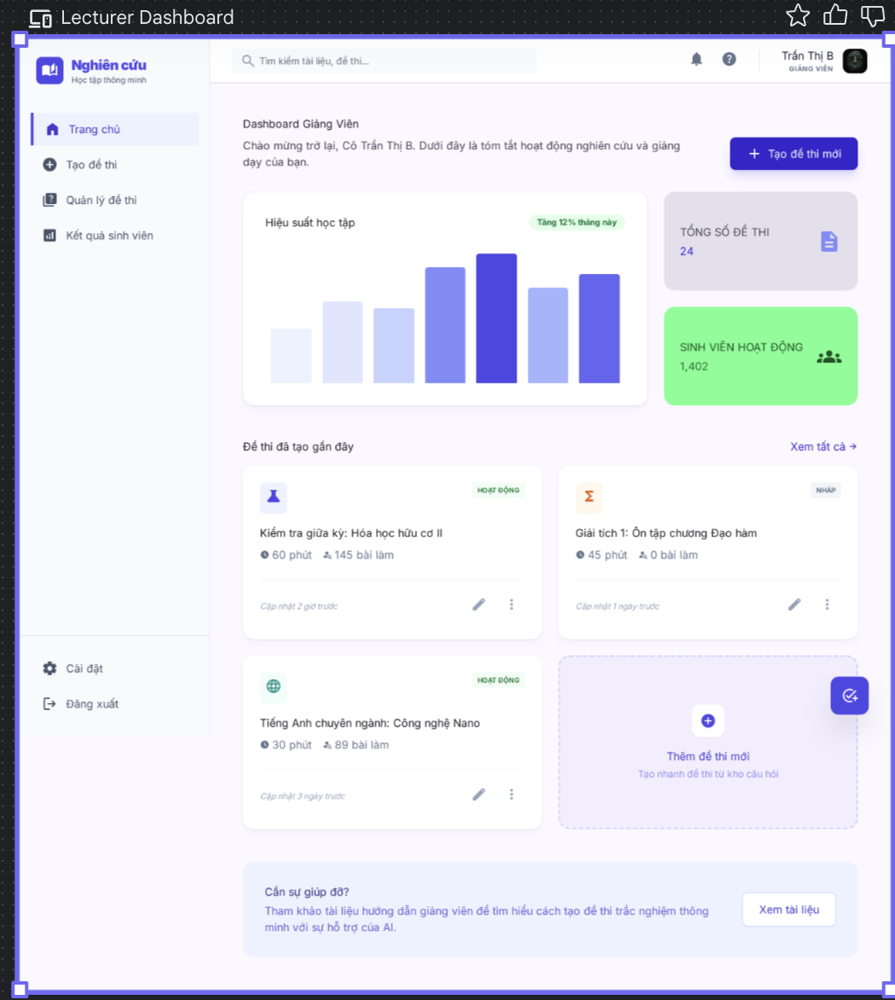 Lecturer Dashboard
Nghiên cứu
Học tập thông minh
Tìm kiếm tài liệu, đề thi...
Trần Thị B
GIẢNG VIÊN
Trang chủ
Tạo đề thi
Quản lý đề thi
Kết quả sinh viên
Cài đặt
Đăng xuất
Dashboard Giảng Viên
Chào mừng trở lại, Cô Trần Thị B. Dưới đây là tóm tắt hoạt động nghiên cứu và giảng
dạy của bạn.
Tạo đề thi mới
Hiệu suất học tập
Tăng 12% tháng này
TỔNG SỐ ĐỀ THI
24
SINH VIÊN HOẠT ĐỘNG
1,402
Đề thi đã tạo gần đây
Xem tất cả →
HOẠT ĐỘNG
Kiểm tra giữa kỳ: Hóa học hữu cơ II
60 phút 145 bài làm
Cập nhật 2 giờ trước
Σ
NHÁP
Giải tích 1: Ôn tập chương Đạo hàm
45 phút 0 bài làm
Cập nhật 1 ngày trước
HOẠT ĐỘNG
Tiếng Anh chuyên ngành: Công nghệ Nano
30 phút 89 bài làm
Cập nhật 3 ngày trước
Thêm đề thi mới
Tạo nhanh đề thi từ kho câu hỏi
Cần sự giúp đỡ?
Tham khảo tài liệu hướng dẫn giảng viên để tìm hiểu cách tạo đề thi trắc nghiệm thông
minh với sự hỗ trợ của AI.
Xem tài liệu